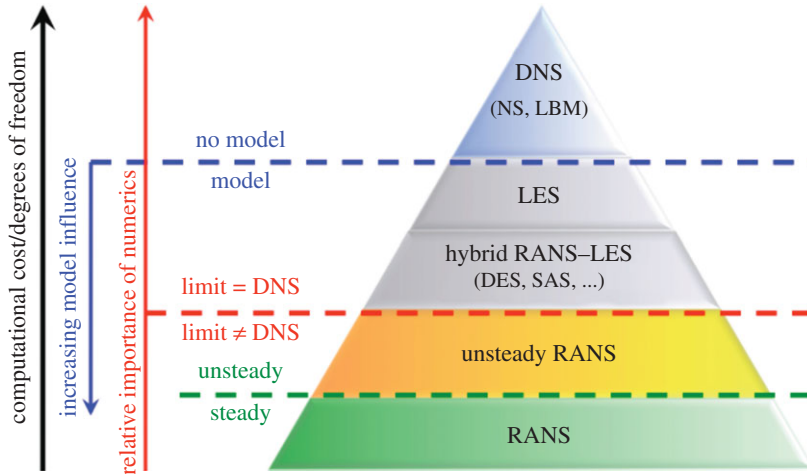 computational cost/degrees of freedom
increasing model influence
relative importance of numerics
no model
model
limit = DNS
limit ≠ DNS
unsteady
steady
DNS
(NS, LBM)
LES
hybrid RANS–LES
(DES, SAS, ...)
unsteady RANS
RANS